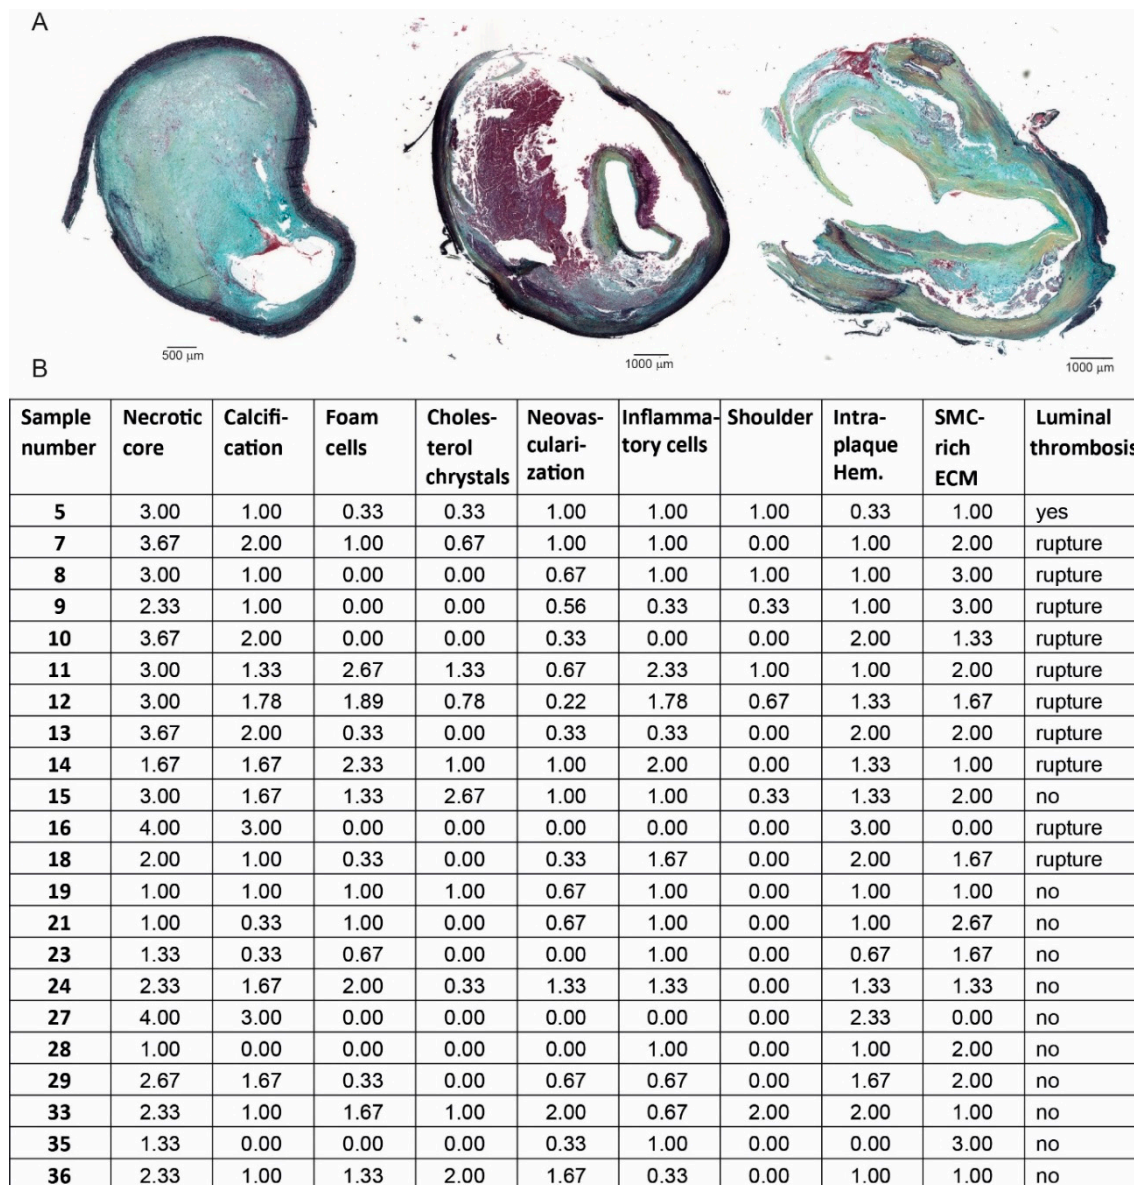 A
500 μm
1000 μm
1000 μm
B
Sample number Necrotic core Calcifi-cation Foam cells Choles-terol chrystals Neovas-culari-zation Inflamma-tory cells Shoulder Intra-plaque Hem. SMC-rich ECM Luminal thrombosis
5 3.00 1.00 0.33 0.33 1.00 1.00 1.00 0.33 1.00 yes
7 3.67 2.00 1.00 0.67 1.00 1.00 0.00 1.00 2.00 rupture
8 3.00 1.00 0.00 0.00 0.67 1.00 1.00 1.00 3.00 rupture
9 2.33 1.00 0.00 0.00 0.56 0.33 0.33 1.00 3.00 rupture
10 3.67 2.00 0.00 0.00 0.33 0.00 0.00 2.00 1.33 rupture
11 3.00 1.33 2.67 1.33 0.67 2.33 1.00 1.00 2.00 rupture
12 3.00 1.78 1.89 0.78 0.22 1.78 0.67 1.33 1.67 rupture
13 3.67 2.00 0.33 0.00 0.33 0.33 0.00 2.00 2.00 rupture
14 1.67 1.67 2.33 1.00 1.00 2.00 0.00 1.33 1.00 rupture
15 3.00 1.67 1.33 2.67 1.00 1.00 0.33 1.33 2.00 no
16 4.00 3.00 0.00 0.00 0.00 0.00 0.00 3.00 0.00 rupture
18 2.00 1.00 0.33 0.00 0.33 1.67 0.00 2.00 1.67 rupture
19 1.00 1.00 1.00 1.00 0.67 1.00 0.00 1.00 1.00 no
21 1.00 0.33 1.00 0.00 0.67 1.00 0.00 1.00 2.67 no
23 1.33 0.33 0.67 0.00 0.00 1.00 0.00 0.67 1.67 no
24 2.33 1.67 2.00 0.33 1.33 1.33 0.00 1.33 1.33 no
27 4.00 3.00 0.00 0.00 0.00 0.00 0.00 2.33 0.00 no
28 1.00 0.00 0.00 0.00 0.00 1.00 0.00 1.00 2.00 no
29 2.67 1.67 0.33 0.00 0.67 0.67 0.00 1.67 2.00 no
33 2.33 1.00 1.67 1.00 2.00 0.67 2.00 2.00 1.00 no
35 1.33 0.00 0.00 0.00 0.33 1.00 0.00 0.00 3.00 no
36 2.33 1.00 1.33 2.00 1.67 0.33 0.00 1.00 1.00 no